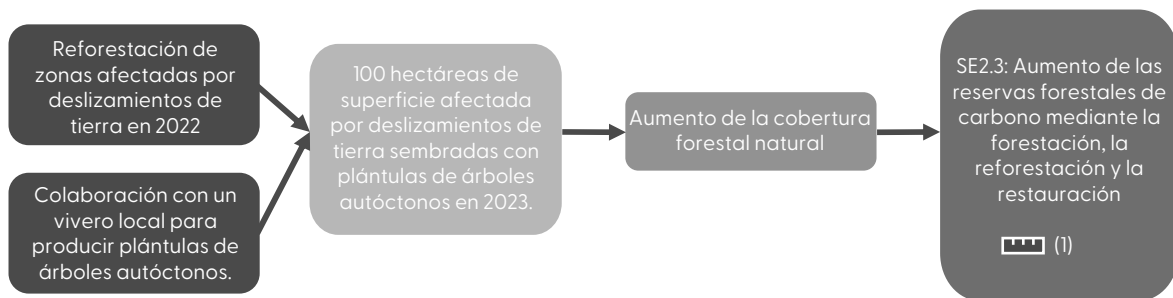 Reforestación de
zonas afectadas por
deslizamientos de
tierra en 2022
Colaboración con un
vivero local para
producir plántulas de
árboles autóctonos.
100 hectáreas de
superficie afectada
por deslizamientos de
tierra sembradas con
plántulas de árboles
autóctonos en 2023.
Aumento de la cobertura
forestal natural
SE2.3: Aumento de las
reservas forestales de
carbono mediante la
forestación, la
reforestación y la
restauración
(1)